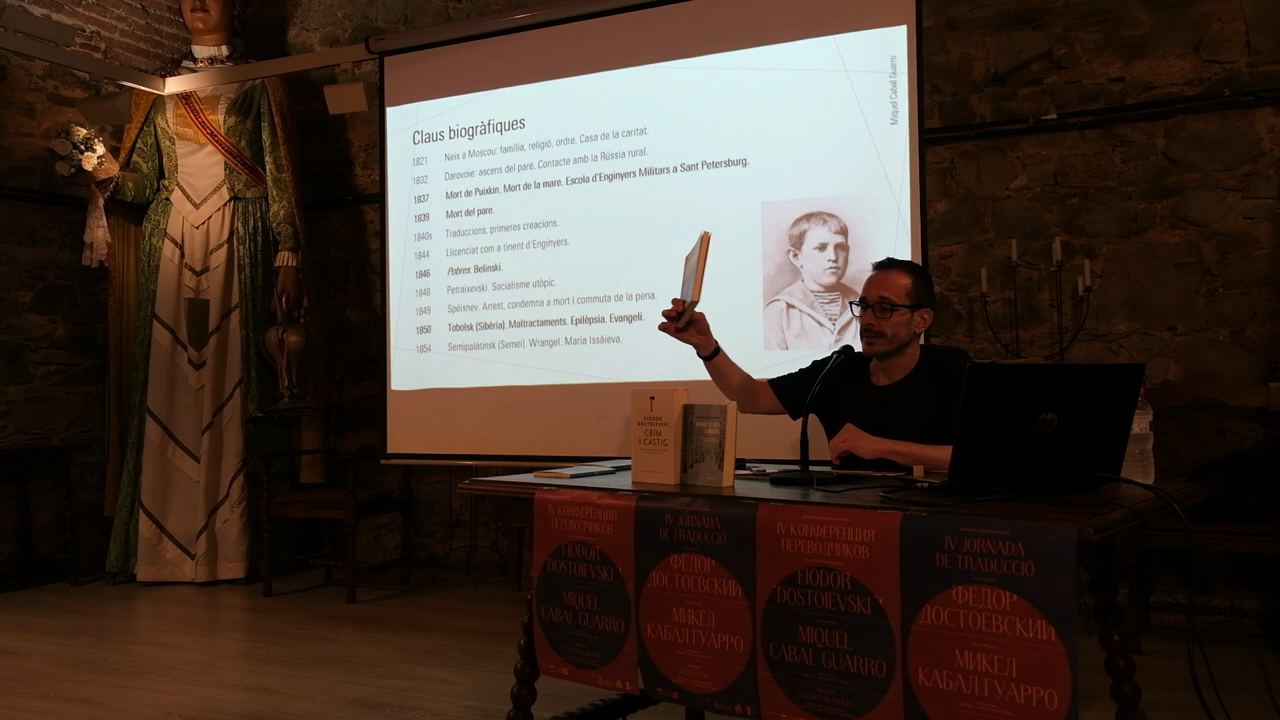 Miquel Cabal Guarro
Claus biogràfiques
1821 Neix a Moscou: família, religió, ordre. Casa de la caritat.
1832 Darovoie: ascens del pare. Contacte amb la Rússia rural.
1837 Mort de Puixkin. Mort de la mare. Escola d'Enginyers Militars a Sant Petersburg.
1839 Mort del pare.
1840s Traduccions, primeres creacions.
1844 Llicenciat com a tinent d'Enginyers.
1846 Pobres. Belinski.
1848 Petraixevski. Socialisme utòpic.
1849 Spéixnev. Arrest, condemna a mort i commuta de la pena.
1850 Tobolsk (Sibèria). Maltractaments. Epilèpsia. Evangeli.
1854 Semipalàtinsk (Semei). Wrangel. Maria Issàieva.
FIÓDOR
DOSTOIEVSKI
CRIM
I CÀSTIG
IV КОНФЕРЕНЦИЯ
ПЕРЕВОДЧИКОВ
FIÓDOR
DOSTOIEVSKI
MIQUEL
CABAL GUARRO
IV JORNADA
DE TRADUCCIÓ
ФЕДОР
ДОСТОЕВСКИЙ
МИКЕЛ
КАБАЛ ГУАРРО
IV КОНФЕРЕНЦИЯ
ПЕРЕВОДЧИКОВ
FIÓDOR
DOSTOIEVSKI
MIQUEL
CABAL GUARRO
IV JORNADA
DE TRADUCCIÓ
ФЕДОР
ДОСТОЕВСКИЙ
МИКЕЛ
КАБАЛ ГУАРРО